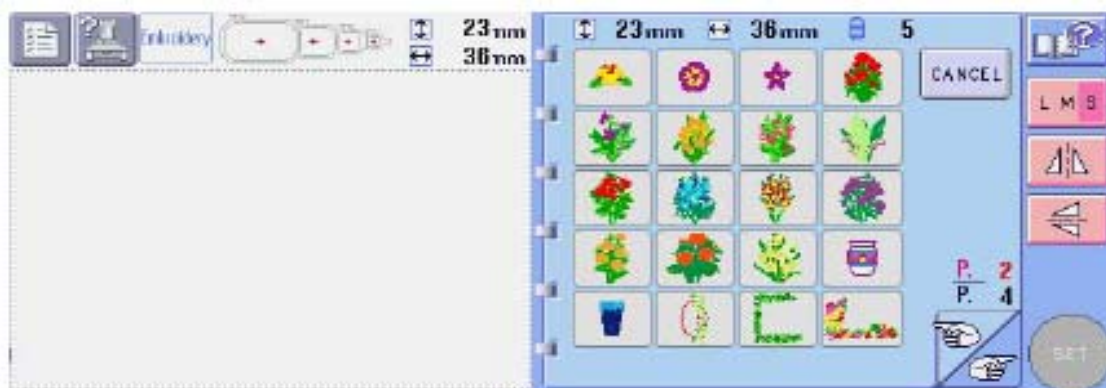 Embroidery
23mm
36mm
23mm 36mm 5
CANCEL
L M S
P. 2
P. 4
SET